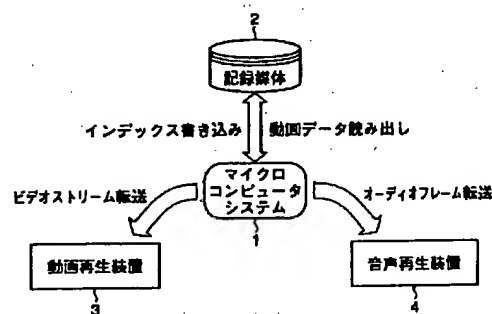 2
記録媒体
インデックス書き込み 動画データ読み出し
マイクロ
コンピュータ
システム
ビデオストリーム転送
オーディオフレーム転送
1
動画再生装置
音声再生装置
3
4